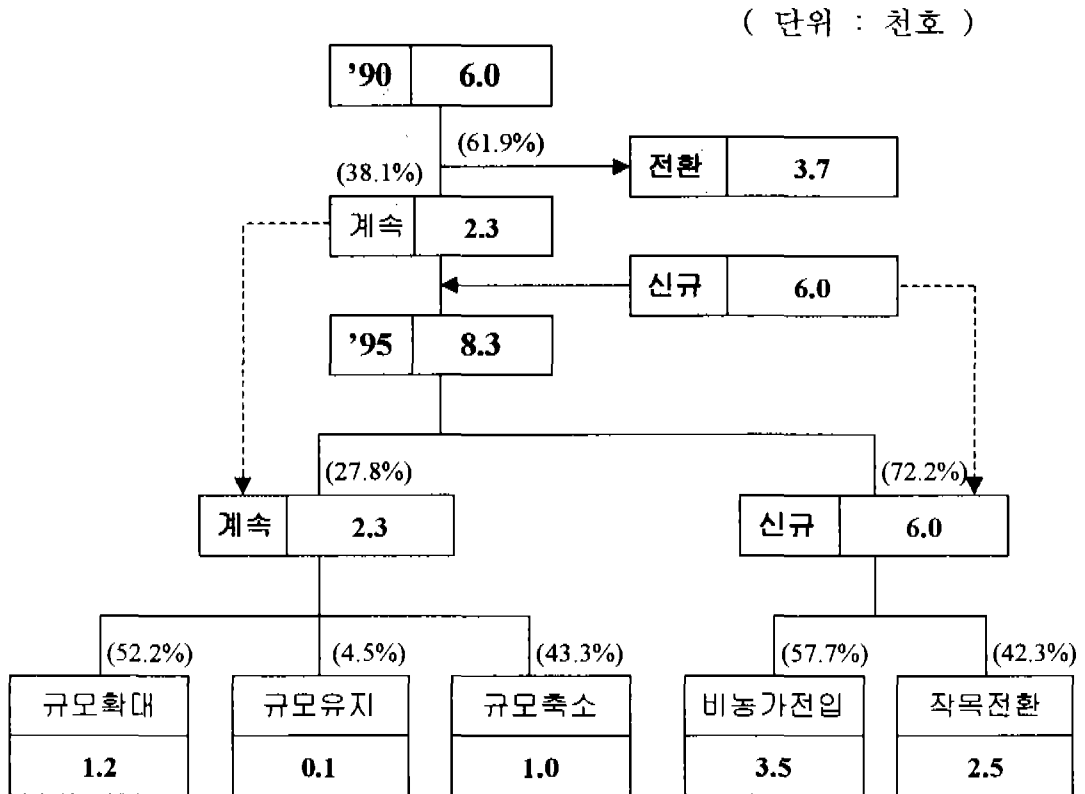 ( 단위 : 천호 )
’90 6.0
(61.9%)
전환 3.7
(38.1%)
계속 2.3
신규 6.0
’95 8.3
(27.8%) (72.2%)
계속 2.3 신규 6.0
(52.2%) (4.5%) (43.3%) (57.7%) (42.3%)
규모확대 규모유지 규모축소 비농가전입 작목전환
1.2 0.1 1.0 3.5 2.5